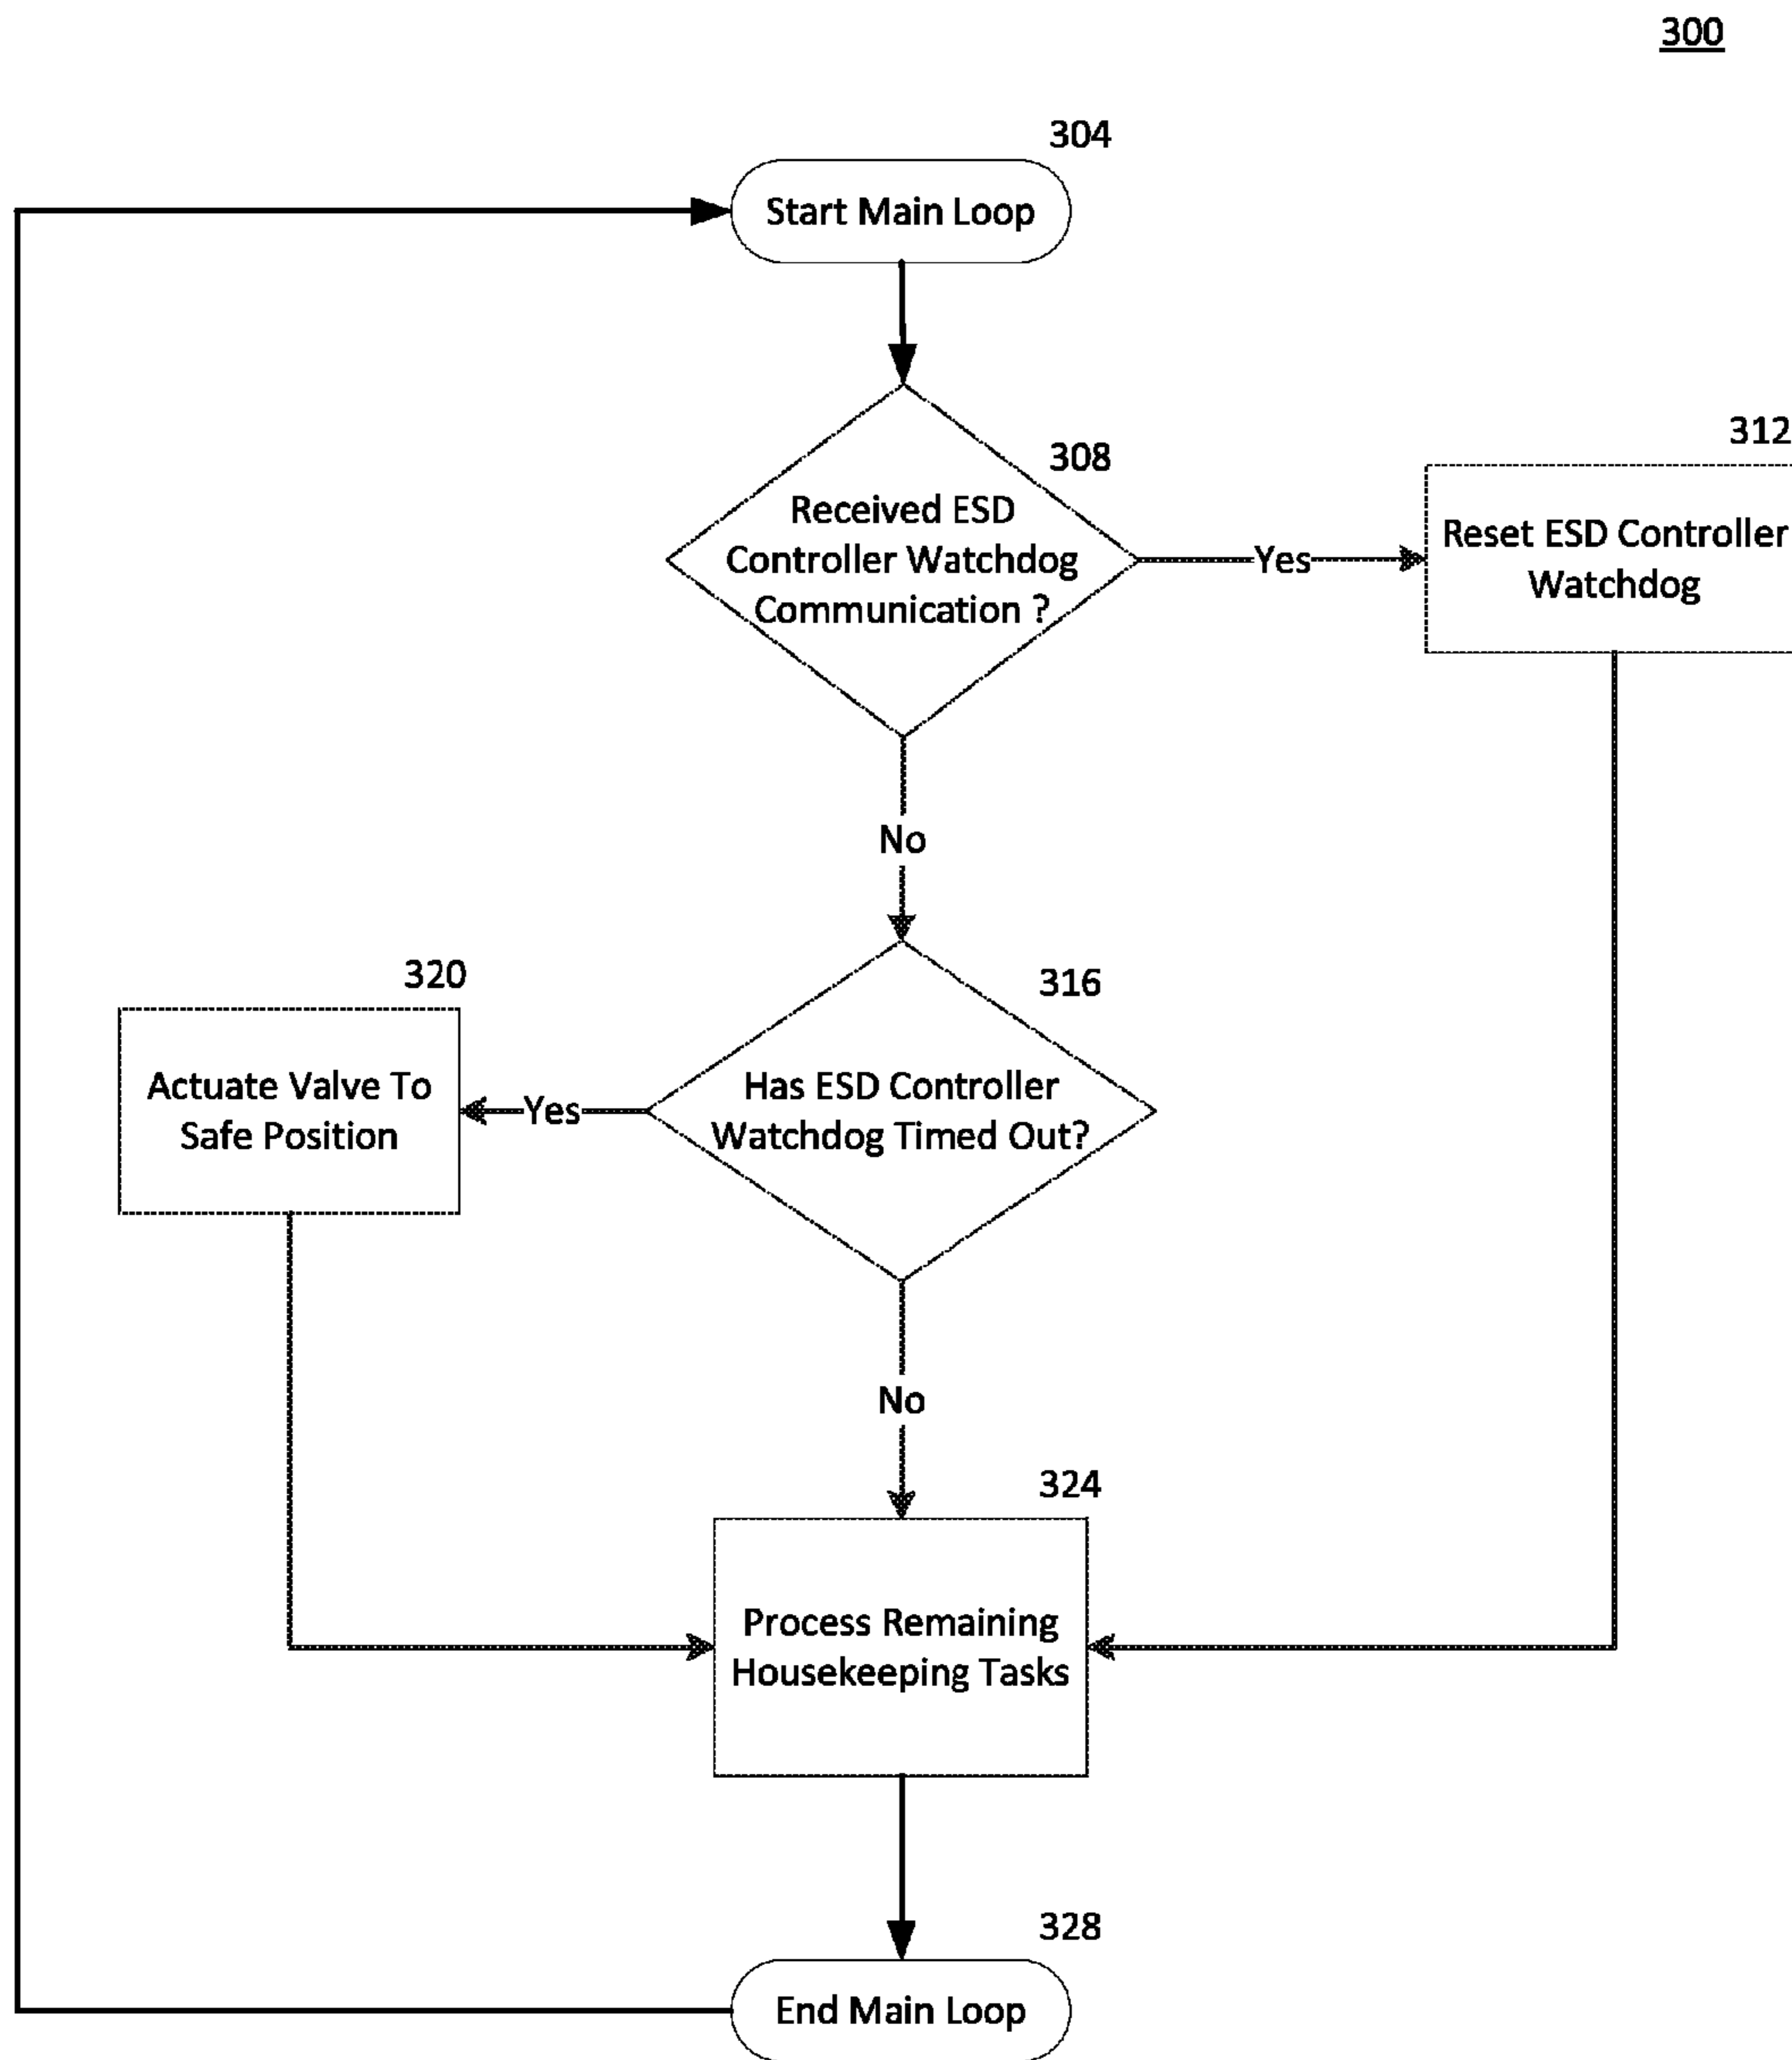 300
304
Start Main Loop
308
Received ESD
Controller Watchdog
Communication ?
Yes
312
Reset ESD Controller
Watchdog
No
316
Has ESD Controller
Watchdog Timed Out?
Yes
320
Actuate Valve To
Safe Position
No
324
Process Remaining
Housekeeping Tasks
328
End Main Loop